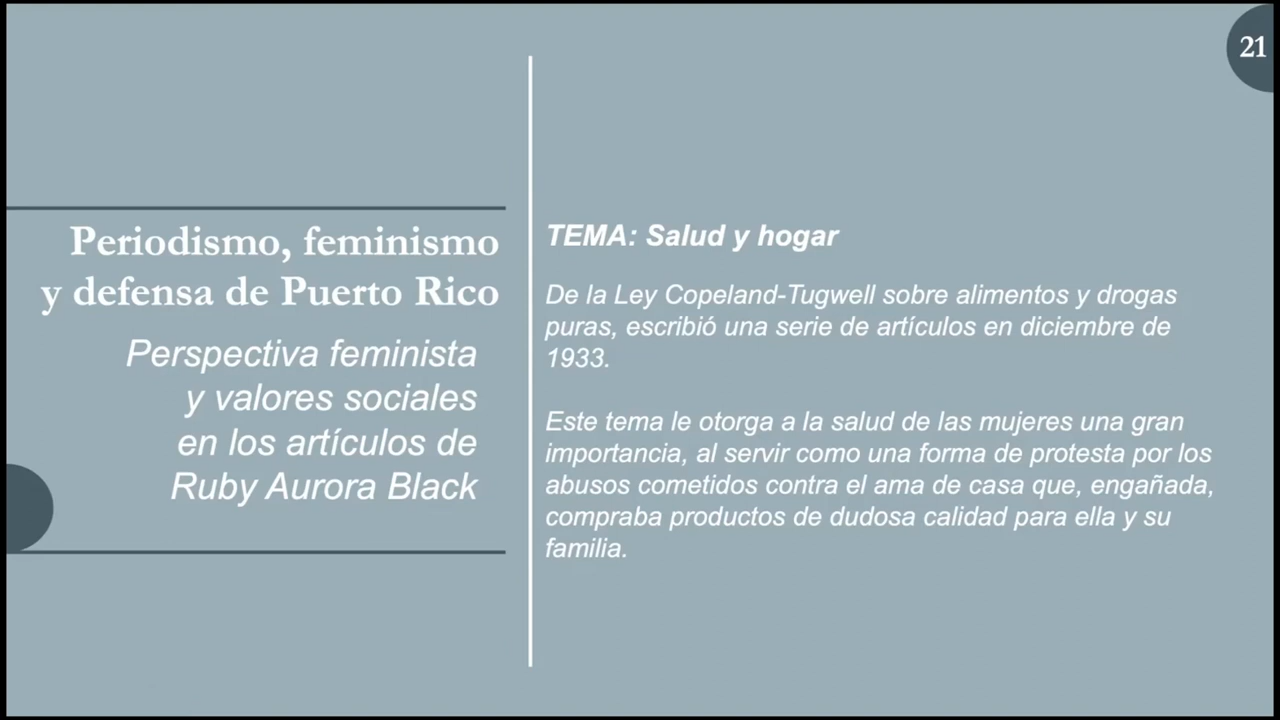 21
Periodismo, feminismo
y defensa de Puerto Rico
Perspectiva feminista
y valores sociales
en los artículos de
Ruby Aurora Black
TEMA: Salud y hogar
De la Ley Copeland-Tugwell sobre alimentos y drogas
puras, escribió una serie de artículos en diciembre de
1933.
Este tema le otorga a la salud de las mujeres una gran
importancia, al servir como una forma de protesta por los
abusos cometidos contra el ama de casa que, engañada,
compraba productos de dudosa calidad para ella y su
familia.